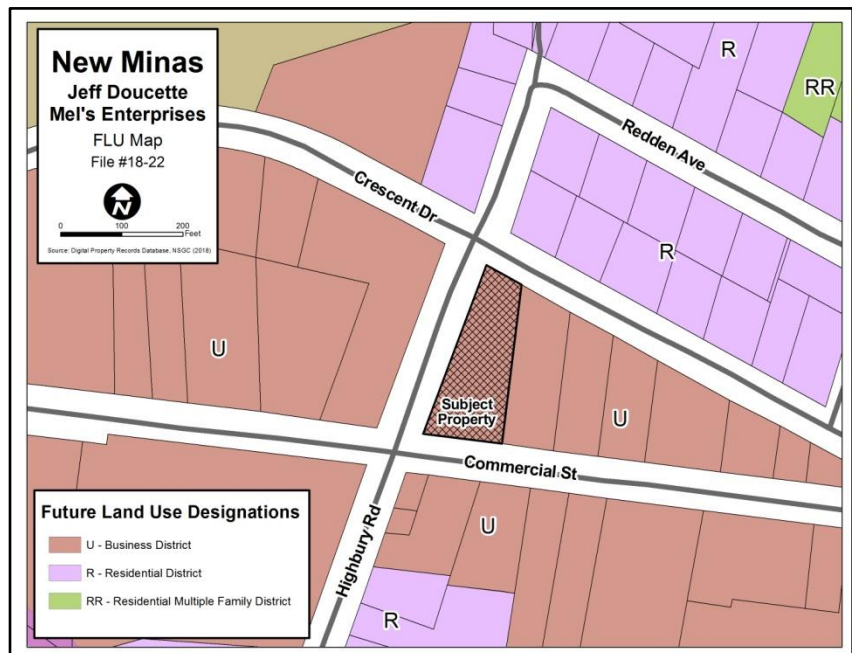 New Minas
Jeff Doucette
Mel's Enterprises
FLU Map
File #18-22
N
0 100 200
Feet
Source: Digital Property Records Database, NSGC (2018)
R
RR
Redden Ave
Crescent Dr
R
U
Subject
Property
U
Commercial St
Highbury Rd
U
R
Future Land Use Designations
U - Business District
R - Residential District
RR - Residential Multiple Family District